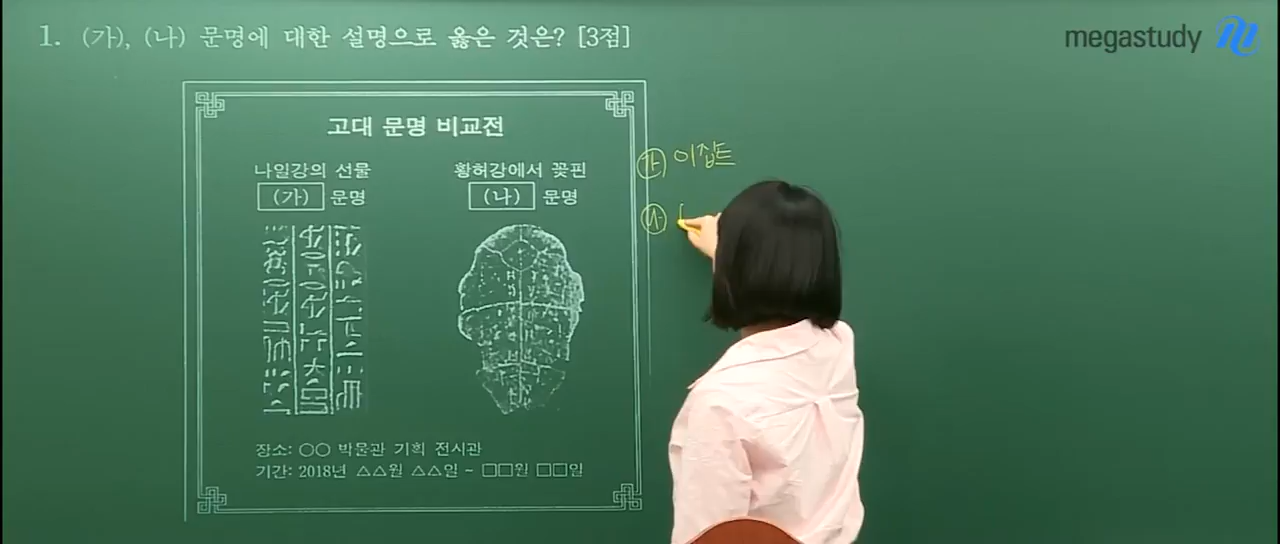 1. (가), (나) 문명에 대한 설명으로 옳은 것은? [3점]
megastudy
고대 문명 비교전
나일강의 선물
(가) 문명
황허강에서 꽃핀
(나) 문명
장소: ○○ 박물관 기획 전시관
기간: 2018년 △△월 △△일 ~ □□월 □□일
가 이집트
나